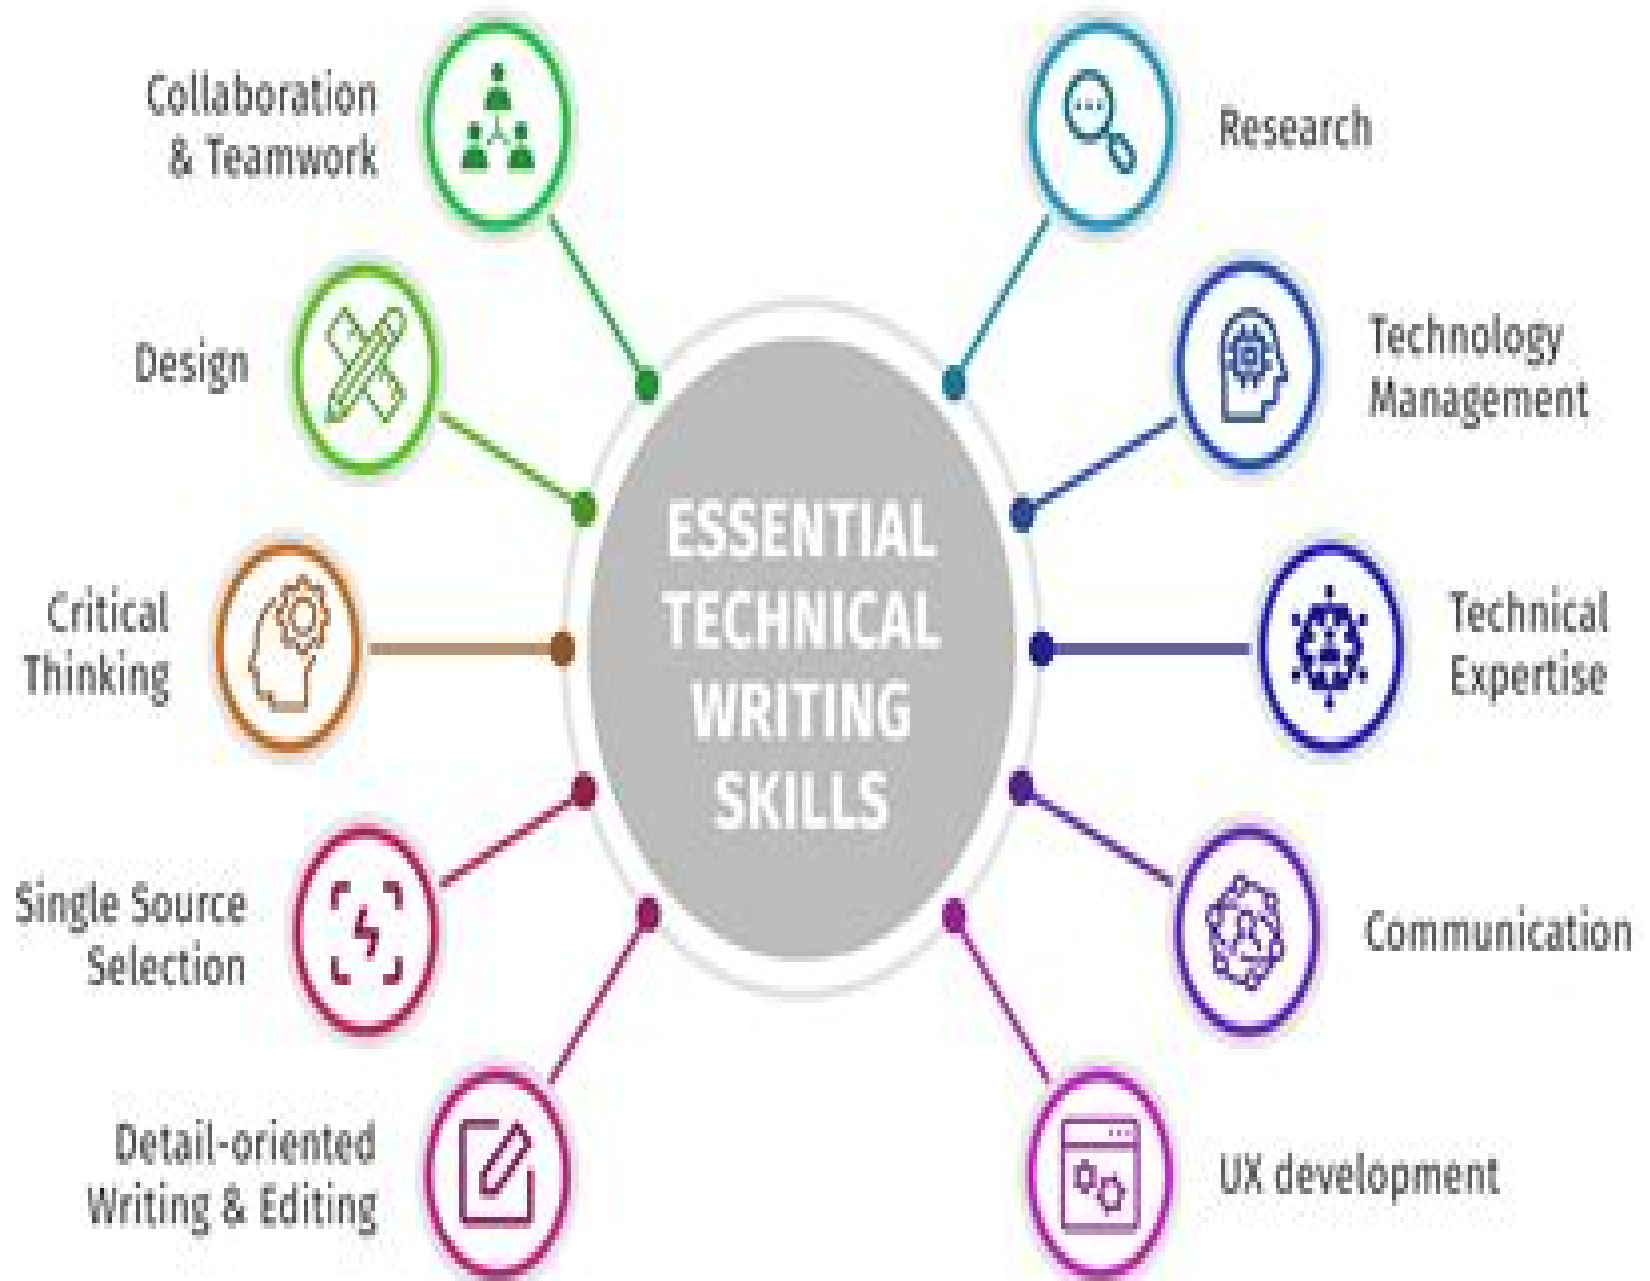 Collaboration
& Teamwork
Design
Critical
Thinking
Single Source
Selection
Detail-oriented
Writing & Editing
ESSENTIAL
TECHNICAL
WRITING
SKILLS
Research
Technology
Management
Technical
Expertise
Communication
UX development